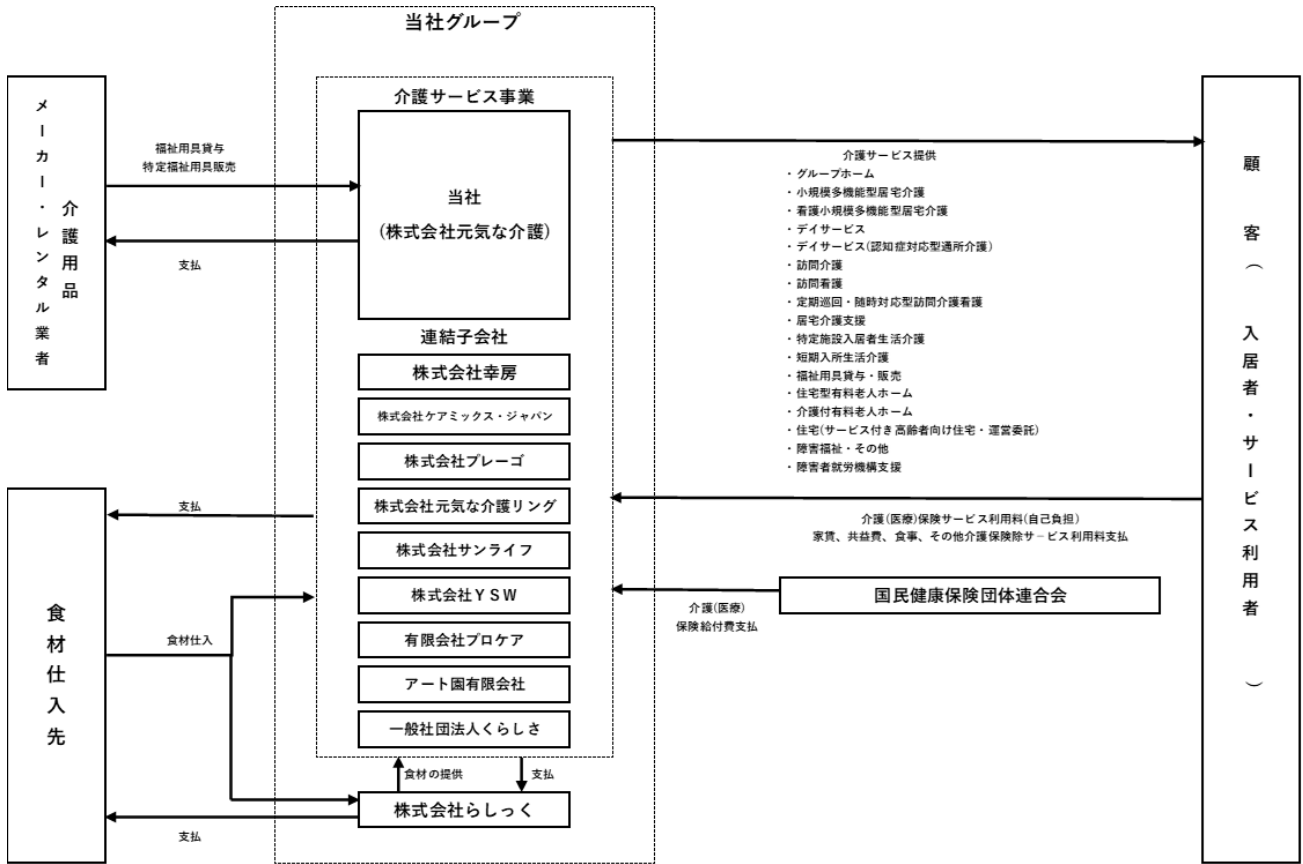 当社グループ
介護用品
メーカー・レンタル業者
福祉用具貸与
特定福祉用具販売
支払
介護サービス事業
当社
(株式会社元気な介護)
連結子会社
株式会社幸房
株式会社ケアミックス・ジャパン
株式会社プレーゴ
株式会社元気な介護リング
株式会社サンライフ
株式会社ＹＳＷ
有限会社プロケア
アート園有限会社
一般社団法人くらしさ
食材の提供
支払
株式会社らしっく
食材仕入先
支払
食材仕入
支払
介護サービス提供
・グループホーム
・小規模多機能型居宅介護
・看護小規模多機能型居宅介護
・デイサービス
・デイサービス(認知症対応型通所介護)
・訪問介護
・訪問看護
・定期巡回・随時対応型訪問介護看護
・居宅介護支援
・特定施設入居者生活介護
・短期入所生活介護
・福祉用具貸与・販売
・住宅型有料老人ホーム
・介護付有料老人ホーム
・住宅(サービス付き高齢者向け住宅・運営委託)
・障害福祉・その他
・障害者就労機構支援
介護(医療)保険サービス利用料(自己負担)
家賃、共益費、食事、その他介護保険除サ－ビス利用料支払
国民健康保険団体連合会
介護(医療)
保険給付費支払
顧客（入居者・サービス利用者）